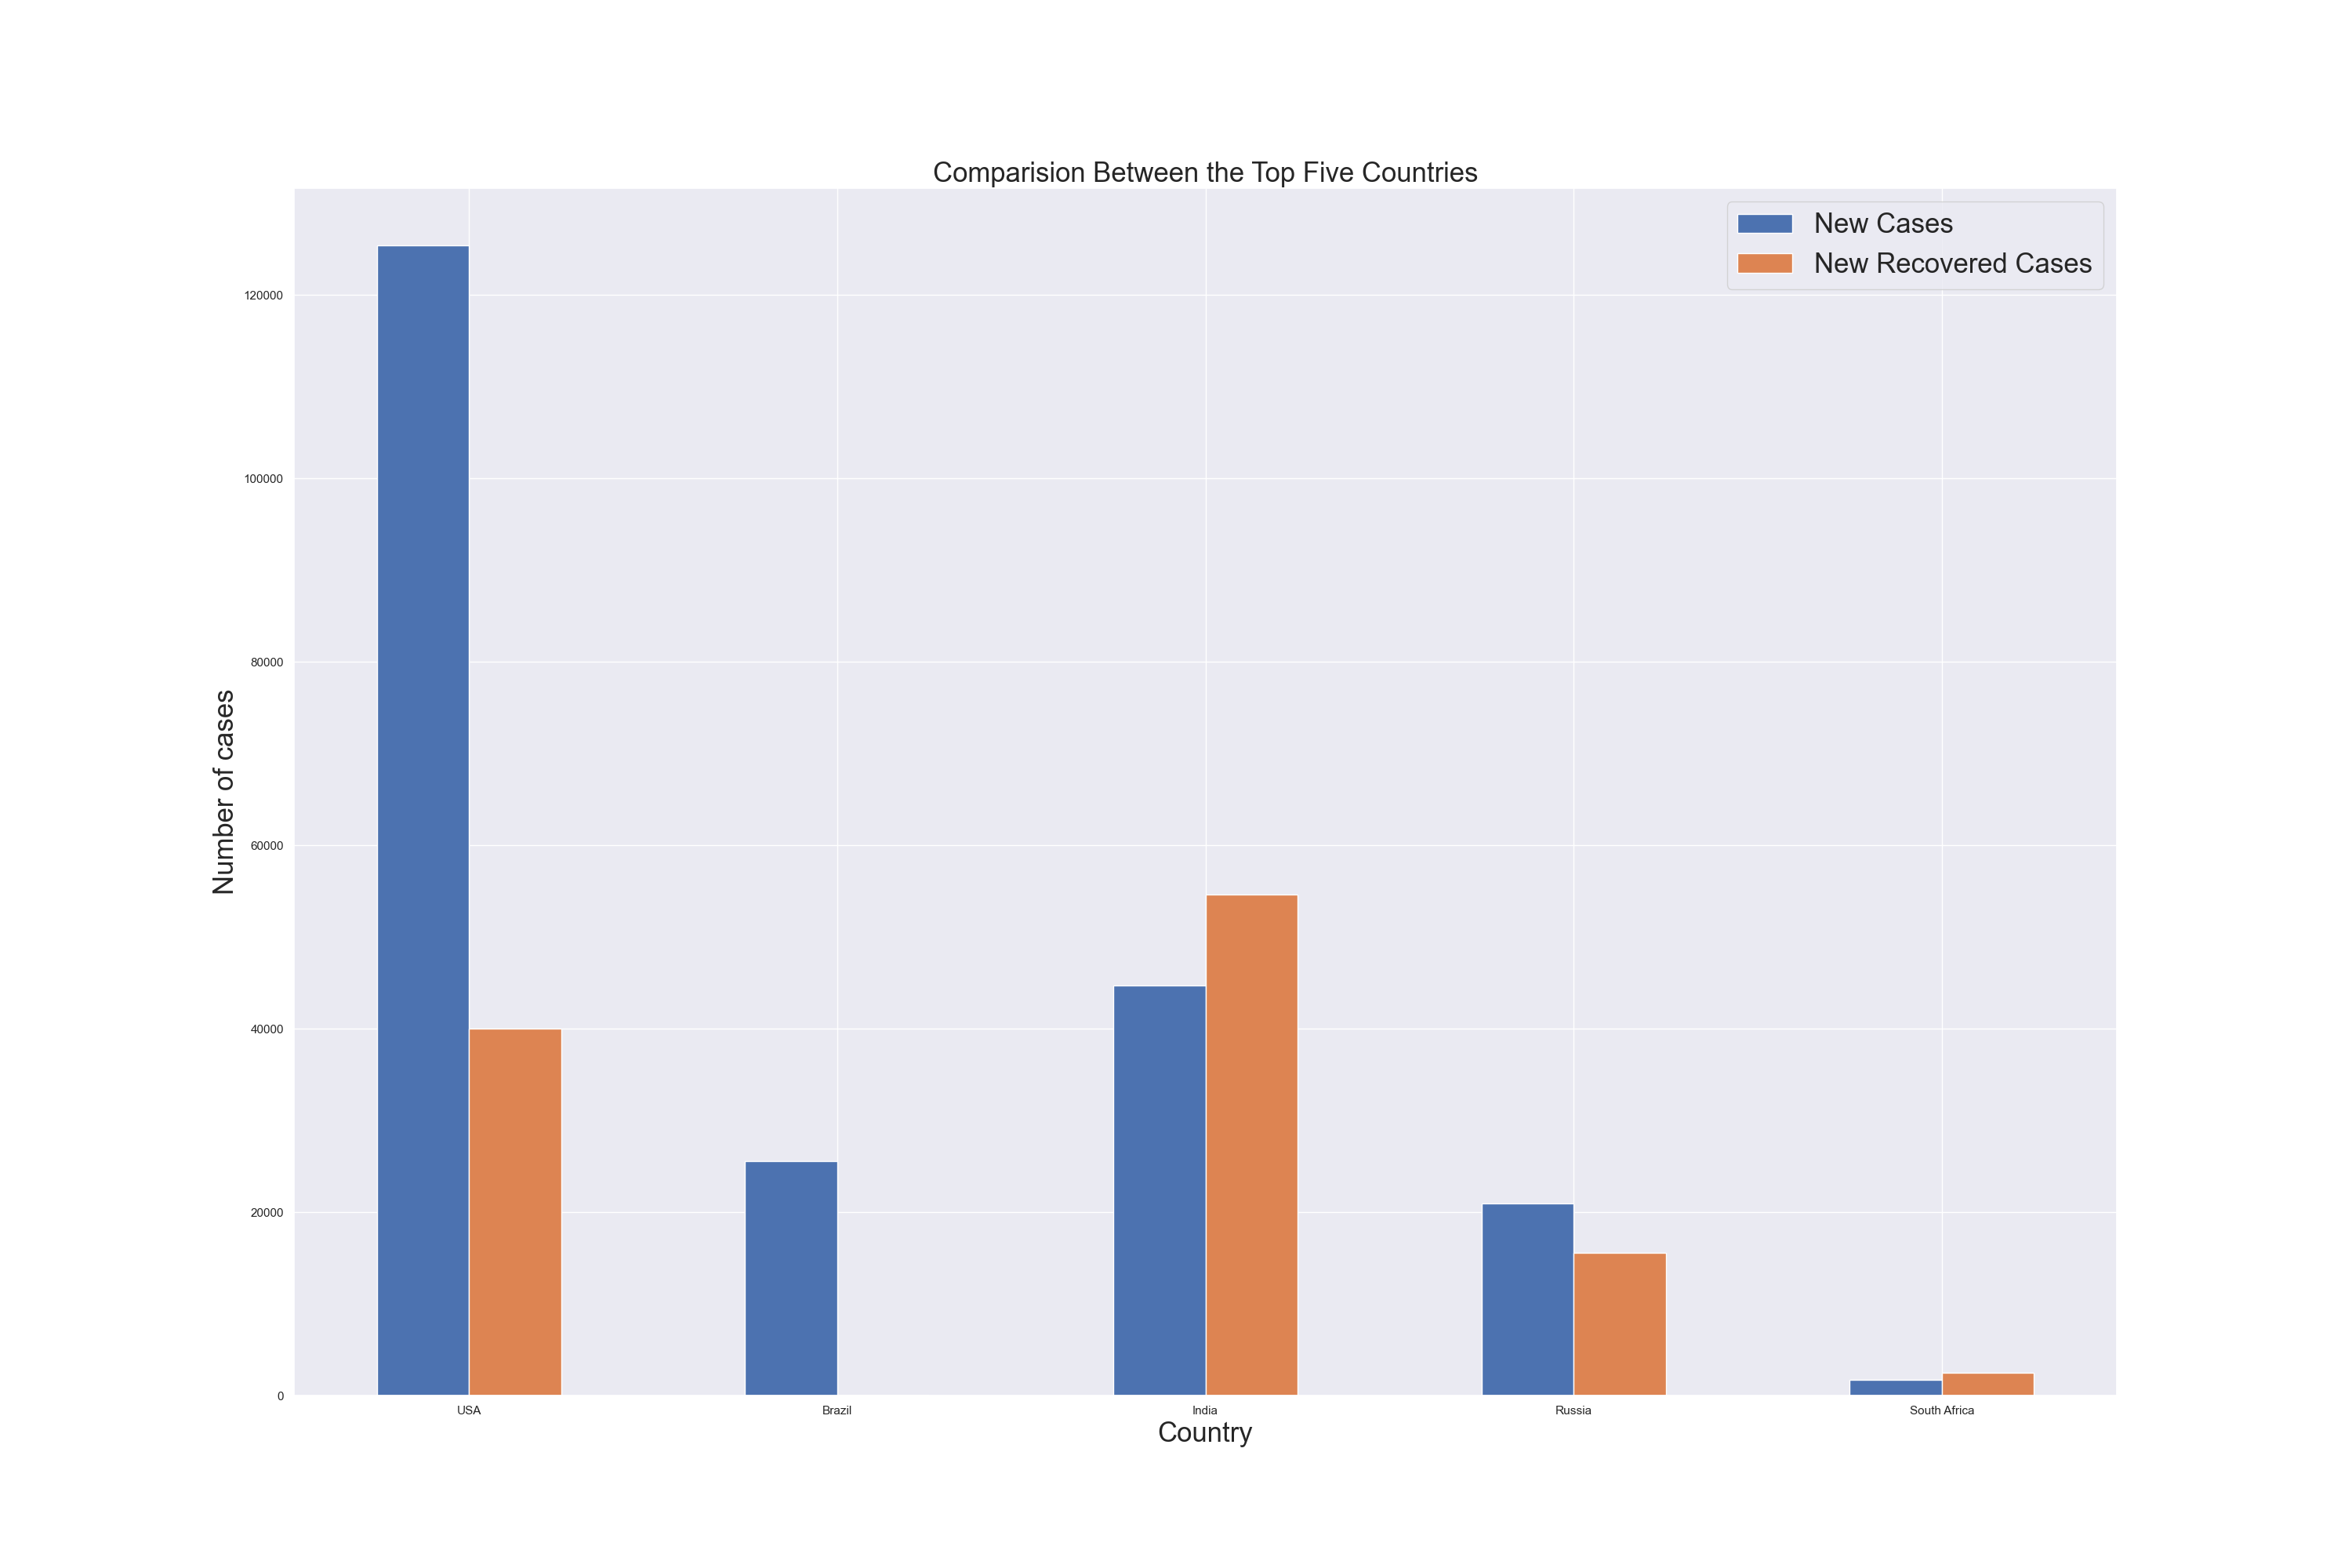 Comparision Between the Top Five Countries
New Cases
New Recovered Cases
120000
100000
80000
60000
40000
20000
0
Number of cases
USA
Brazil
India
Russia
South Africa
Country